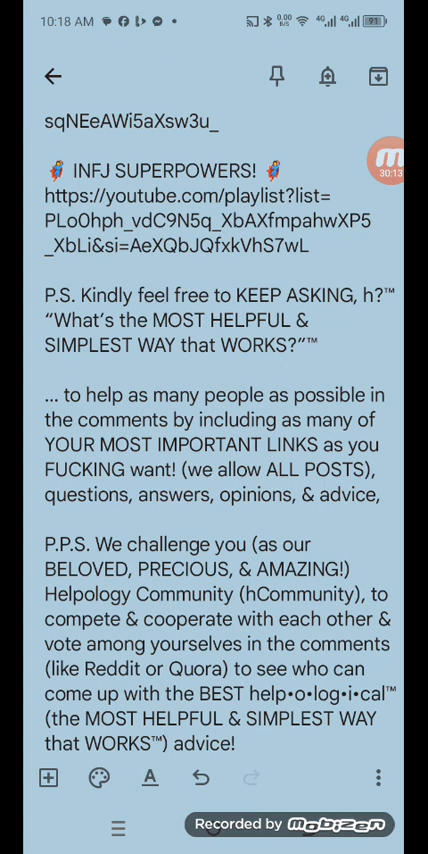 10:18 AM
0.00
B/S
4G
4G
91
sqNEeAWi5aXsw3u_
30:13
🦸 INFJ SUPERPOWERS! 🦸
https://youtube.com/playlist?list=
PLo0hph_vdC9N5q_XbAXfmpahwXP5
_XbLi&si=AeXQbJQfxkVhS7wL
P.S. Kindly feel free to KEEP ASKING, h?™
“What’s the MOST HELPFUL &
SIMPLEST WAY that WORKS?”™
... to help as many people as possible in
the comments by including as many of
YOUR MOST IMPORTANT LINKS as you
FUCKING want! (we allow ALL POSTS),
questions, answers, opinions, & advice,
P.P.S. We challenge you (as our
BELOVED, PRECIOUS, & AMAZING!)
Helpology Community (hCommunity), to
compete & cooperate with each other &
vote among yourselves in the comments
(like Reddit or Quora) to see who can
come up with the BEST help•o•log•i•cal™
(the MOST HELPFUL & SIMPLEST WAY
that WORKS™) advice!
A
Recorded by MOBIZEN